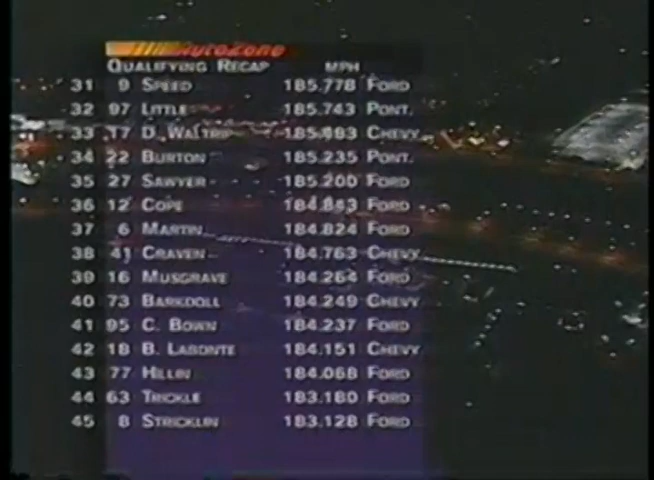 AutoZone
QUALIFYING RECAP MPH
31 9 SPEED 185.778 FORD
32 97 LITTLE 185.743 PONT.
33 17 D. WALTRIP CHEVY
34 22 BURTON 185.235 PONT.
35 27 SAWYER 185.200 FORD
36 12 COPE 184.843 FORD
37 6 MARTIN 184.824 FORD
38 41 CRAVEN 184.763 CHEVY
39 16 MUSGRAVE 184.264 FORD
40 73 BARKDOLL 184.249 CHEVY
41 95 C. BOWN 184.237 FORD
42 18 B. LABONTE 184.151 CHEVY
43 77 HILLIN 184.068 FORD
44 63 TRICKLE 183.180 FORD
45 8 STRICKLIN 183.128 FORD